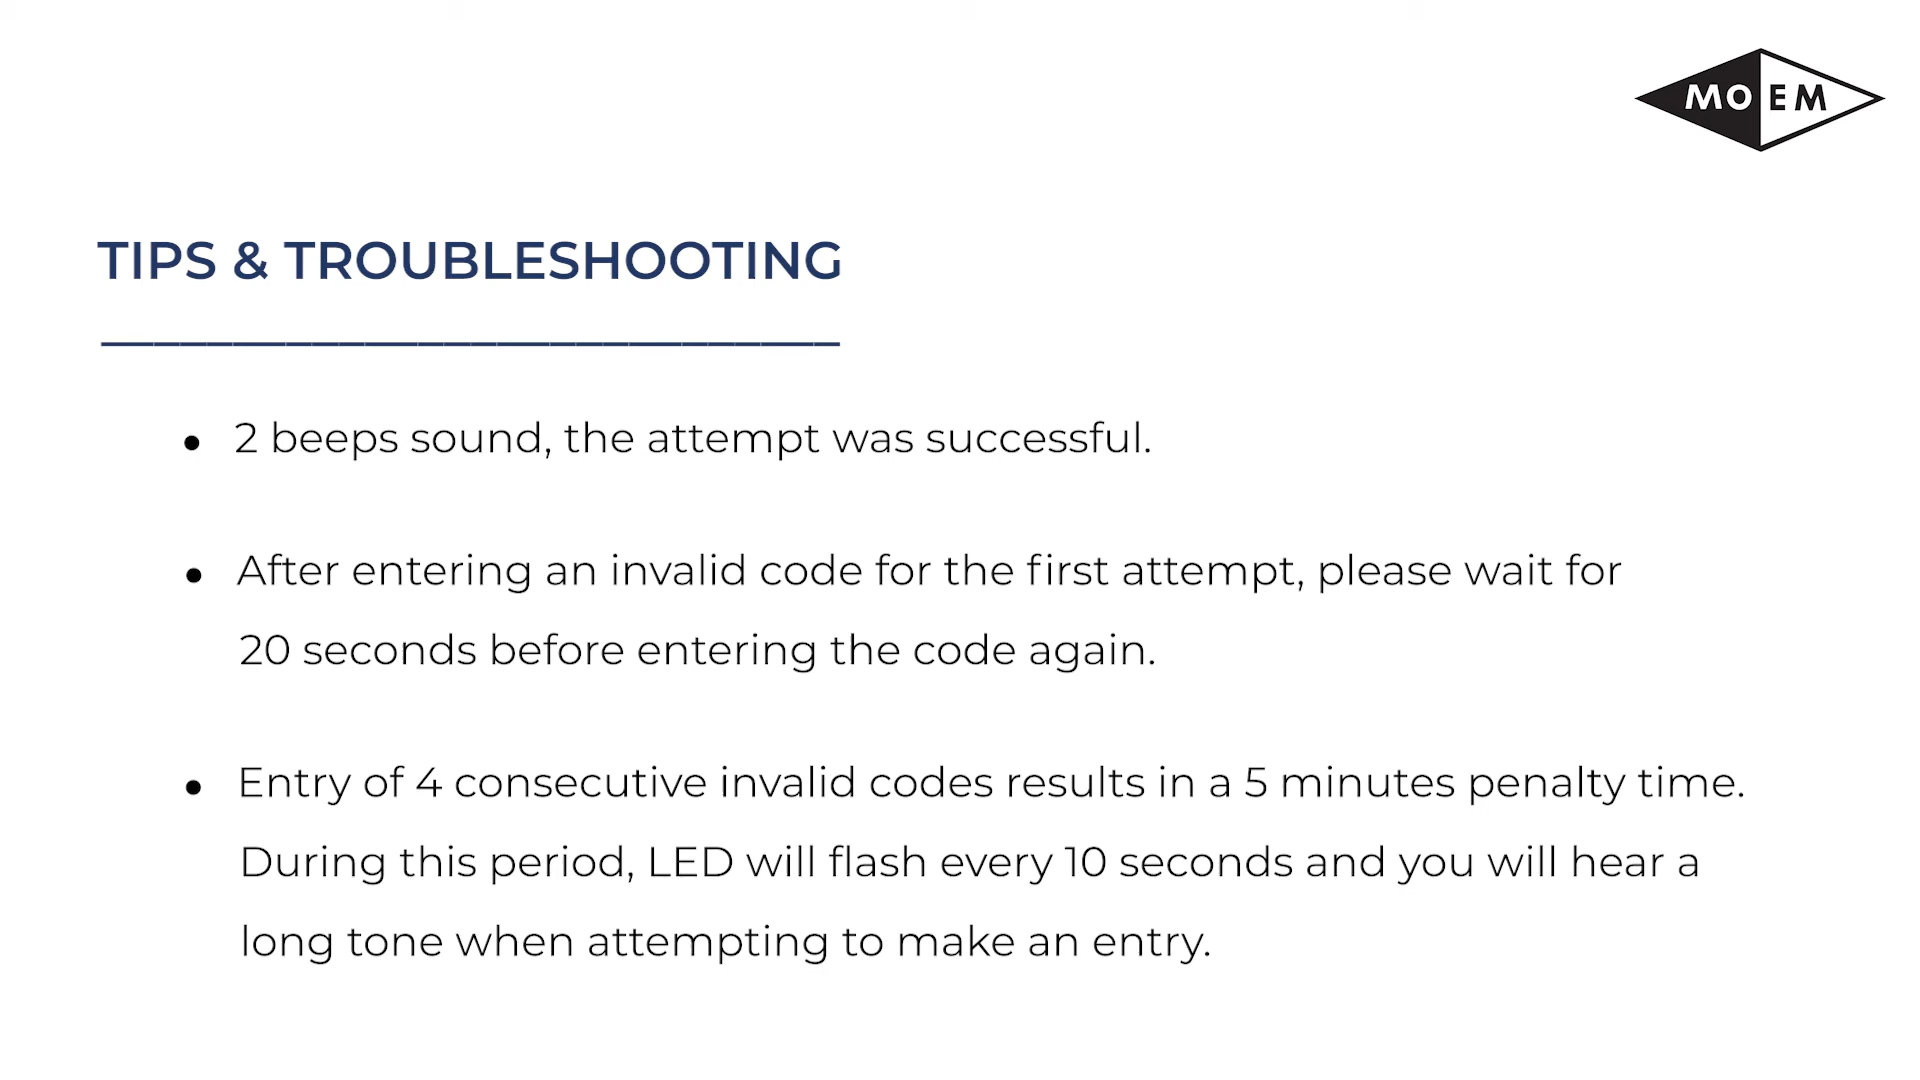 MOEM
TIPS & TROUBLESHOOTING
• 2 beeps sound, the attempt was successful.
• After entering an invalid code for the first attempt, please wait for
20 seconds before entering the code again.
• Entry of 4 consecutive invalid codes results in a 5 minutes penalty time.
During this period, LED will flash every 10 seconds and you will hear a
long tone when attempting to make an entry.